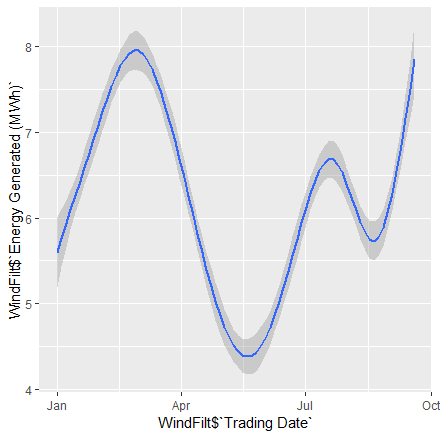 WindFilt$`Energy Generated (MWh)`
8
7
6
5
4
Jan
Apr
Jul
Oct
WindFilt$`Trading Date`